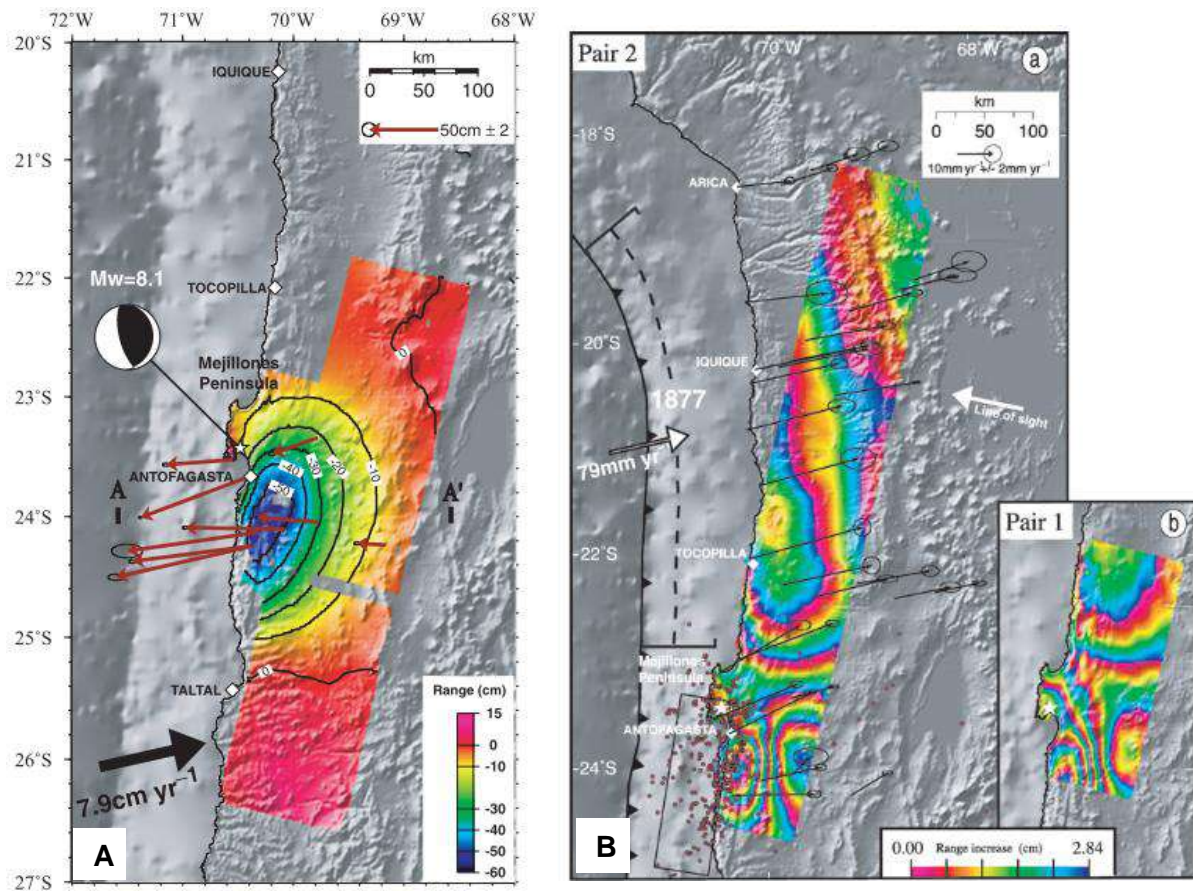 72°W 71°W 70°W 69°W 68°W
20°S
21°S
22°S
23°S
24°S
25°S
26°S
27°S
km
0 50 100
50cm ± 2
IQUIQUE
Mw=8.1
TOCOPILLA
Mejillones
Peninsula
ANTOFAGASTA
A
A'
0
-10
-20
-30
-40
-50
0
TALTAL
7.9cm yr⁻¹
Range (cm)
15
10
0
-10
-20
-30
-40
-50
-60
A
Pair 2
70°W 68°W
a
km
0 50 100
10mm yr⁻¹ +/- 2mm yr⁻¹
-18°S
-20°S
-22°S
-24°S
ARICA
IQUIQUE
1877
79mm yr⁻¹
Line of sight
TOCOPILLA
Mejillones
Peninsula
ANTOFAGASTA
Pair 1
b
0.00 Range increase (cm) 2.84
B